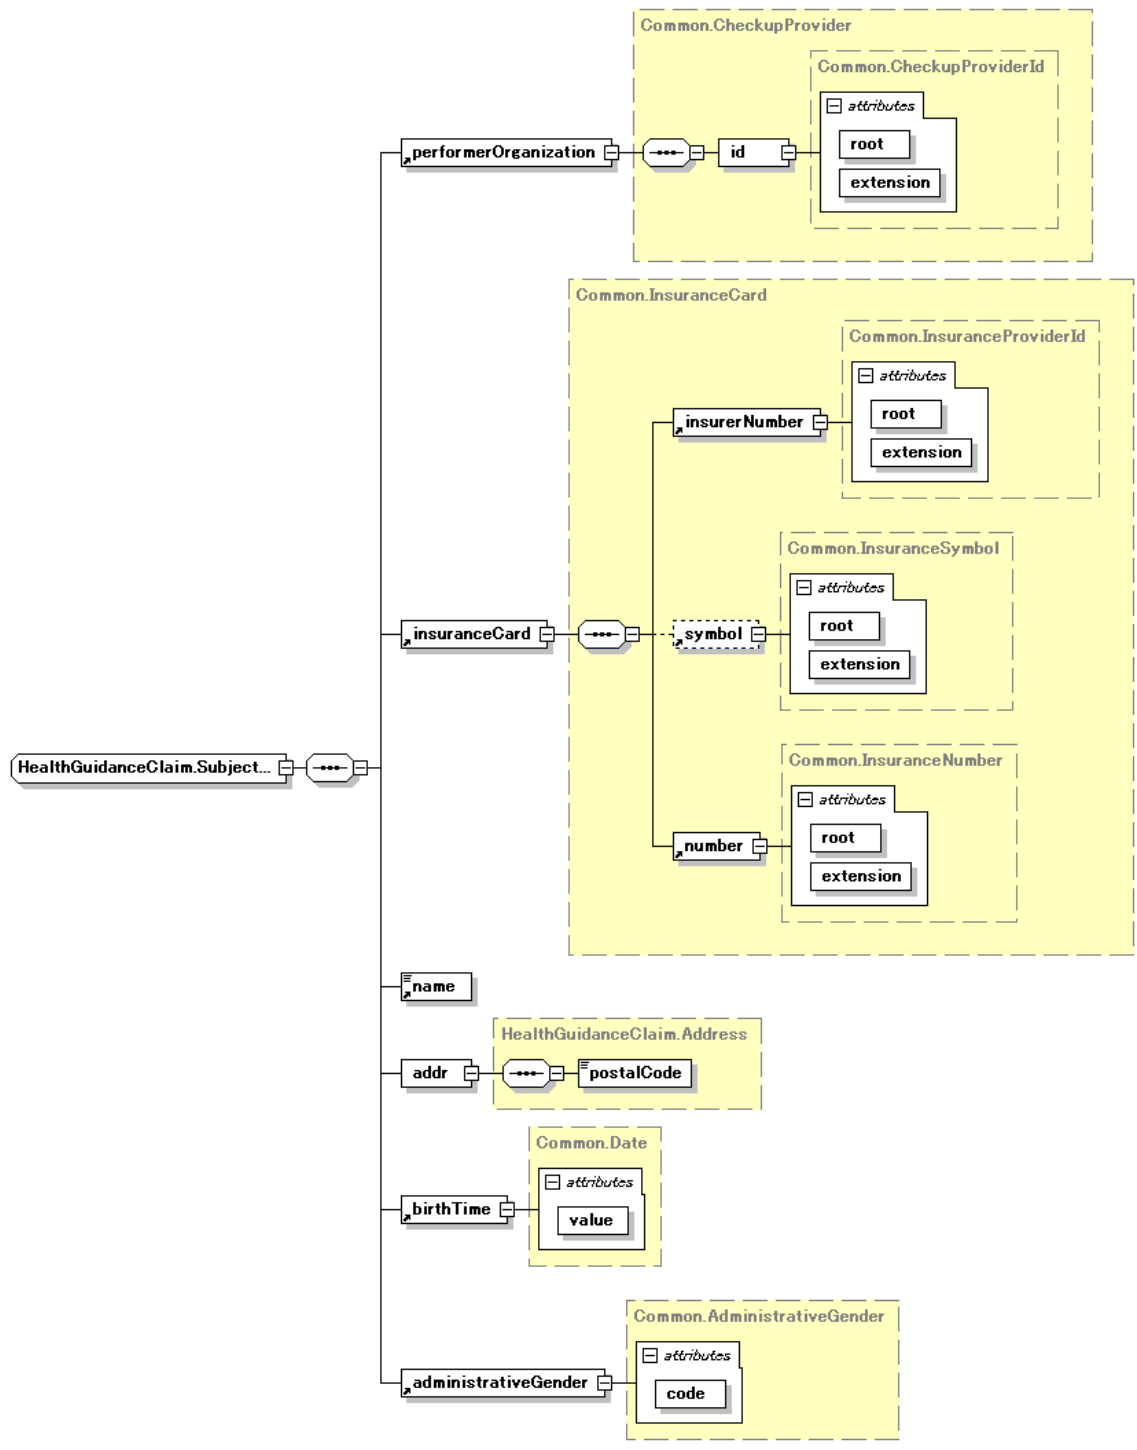 Common.CheckupProvider
Common.CheckupProviderId
attributes
performerOrganization
id
root
extension
Common.InsuranceCard
Common.InsuranceProviderId
attributes
insurerNumber
root
extension
Common.InsuranceSymbol
attributes
insuranceCard
symbol
root
extension
HealthGuidanceClaim.Subject...
Common.InsuranceNumber
attributes
number
root
extension
name
HealthGuidanceClaim.Address
addr
postalCode
Common.Date
attributes
birthTime
value
Common.AdministrativeGender
attributes
administrativeGender
code